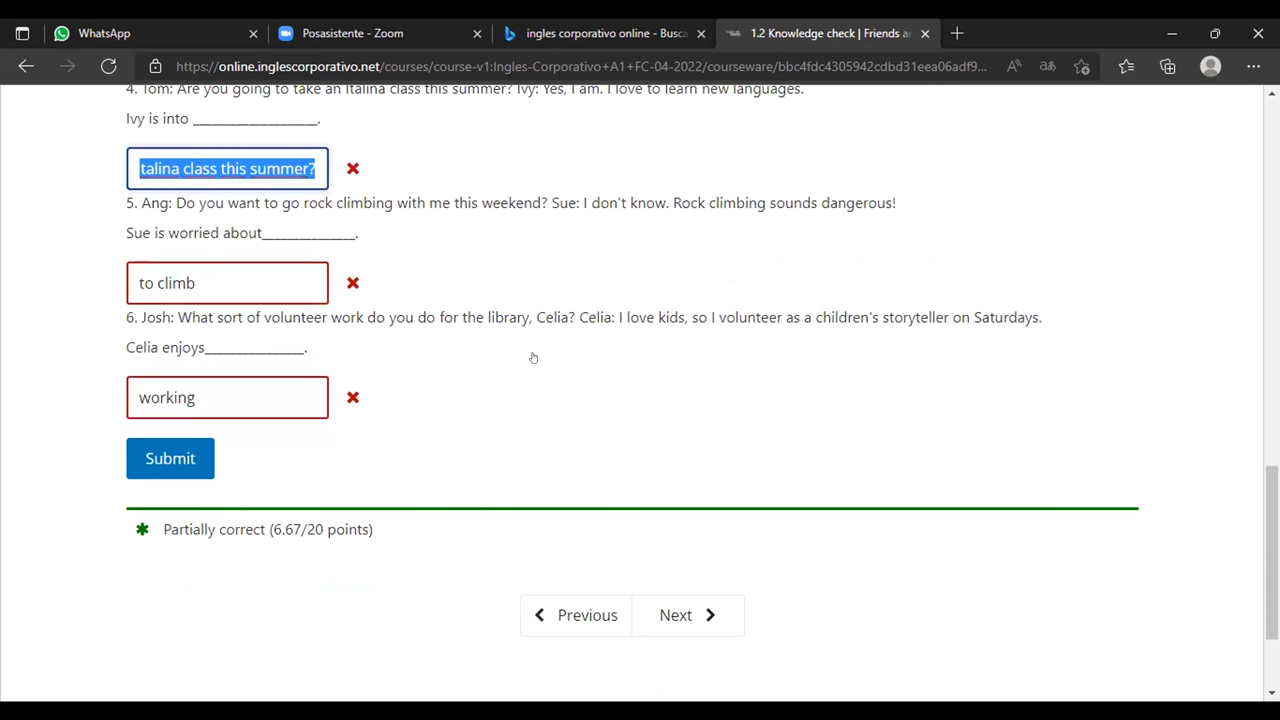 WhatsApp
Posasistente - Zoom
ingles corporativo online - Busca
1.2 Knowledge check | Friends a
https://online.inglescorporativo.net/courses/course-v1:Ingles-Corporativo+A1+FC-04-2022/courseware/bbc4fdc4305942cdbd31eea06adf9...
4. Tom: Are you going to take an Italina class this summer? Ivy: Yes, I am. I love to learn new languages.
Ivy is into ___________________.
talina class this summer?
5. Ang: Do you want to go rock climbing with me this weekend? Sue: I don't know. Rock climbing sounds dangerous!
Sue is worried about______________.
to climb
6. Josh: What sort of volunteer work do you do for the library, Celia? Celia: I love kids, so I volunteer as a children's storyteller on Saturdays.
Celia enjoys_______________.
working
Submit
Partially correct (6.67/20 points)
Previous
Next